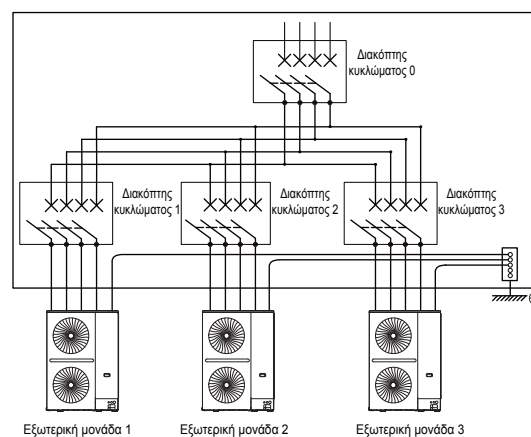 Διακόπτης
κυκλώματος 0
Διακόπτης
κυκλώματος 1
Διακόπτης
κυκλώματος 2
Διακόπτης
κυκλώματος 3
Εξωτερική μονάδα 1
Εξωτερική μονάδα 2
Εξωτερική μονάδα 3